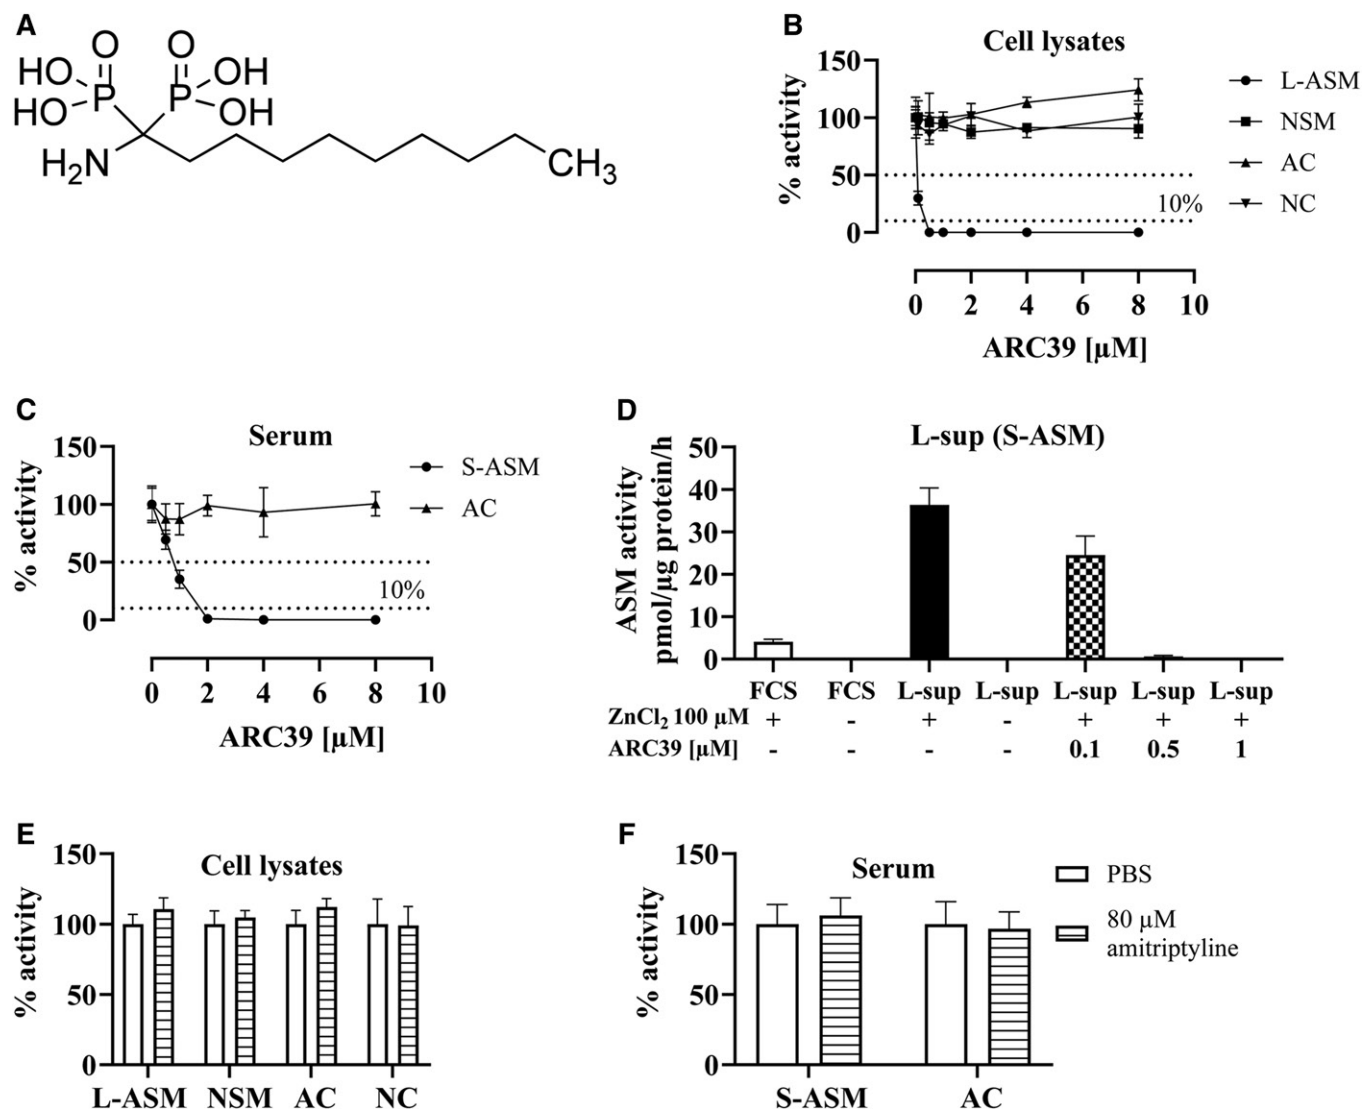 A
O O
HO OH
P P
HO OH
H2N
CH3
B
Cell lysates
% activity
150
100
50
0
10%
0 2 4 6 8 10
ARC39 [µM]
L-ASM
NSM
AC
NC
C
Serum
% activity
150
100
50
0
10%
0 2 4 6 8 10
ARC39 [µM]
S-ASM
AC
D
L-sup (S-ASM)
ASM activity
pmol/µg protein/h
50
40
30
20
10
0
FCS FCS L-sup L-sup L-sup L-sup L-sup
ZnCl2 100 µM + - + - + + +
ARC39 [µM] - - - - 0.1 0.5 1
E
Cell lysates
% activity
150
100
50
0
L-ASM NSM AC NC
F
Serum
% activity
150
100
50
0
S-ASM AC
PBS
80 µM
amitriptyline